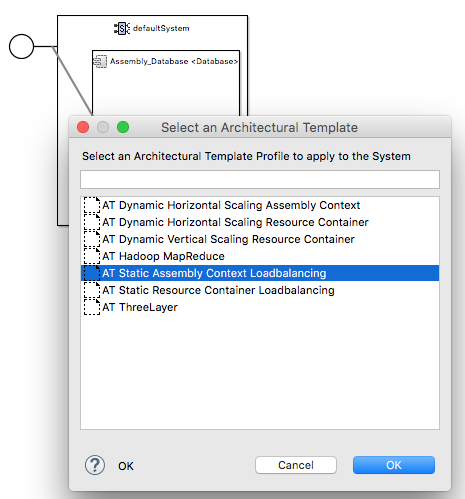 defaultSystem
Assembly_Database <Database>
Select an Architectural Template
Select an Architectural Template Profile to apply to the System
AT Dynamic Horizontal Scaling Assembly Context
AT Dynamic Horizontal Scaling Resource Container
AT Dynamic Vertical Scaling Resource Container
AT Hadoop MapReduce
AT Static Assembly Context Loadbalancing
AT Static Resource Container Loadbalancing
AT ThreeLayer
? OK Cancel OK